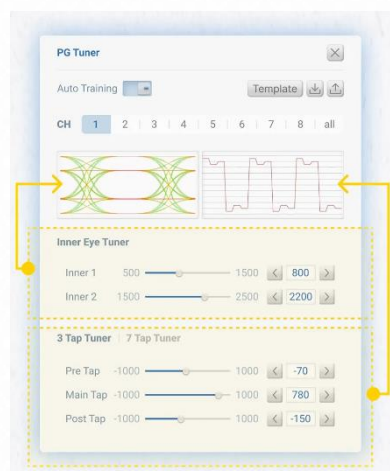 PG Tuner
Auto Training
Template
CH 1 2 3 4 5 6 7 8 all
Inner Eye Tuner
Inner 1 500 1500 800
Inner 2 1500 2500 2200
3 Tap Tuner | 7 Tap Tuner
Pre Tap -1000 1000 -70
Main Tap -1000 1000 780
Post Tap -1000 1000 -150